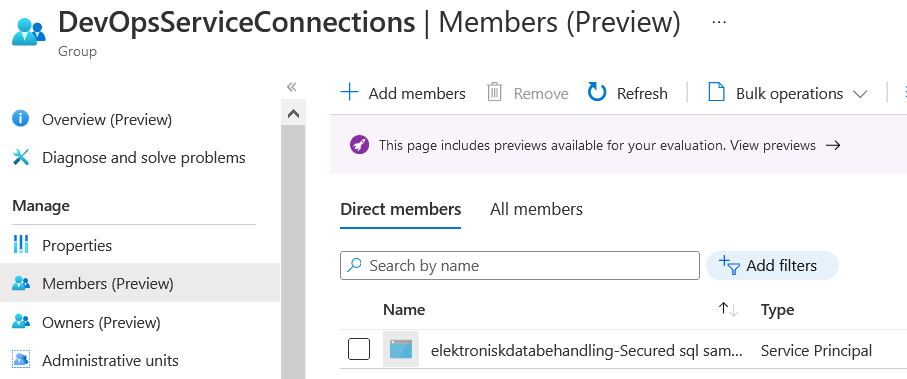 DevOpsServiceConnections | Members (Preview) ...
Group
«
Add members Remove Refresh Bulk operations
Overview (Preview)
Diagnose and solve problems
This page includes previews available for your evaluation. View previews →
Manage
Properties
Members (Preview)
Owners (Preview)
Administrative units
Direct members All members
Search by name Add filters
Name ↑↓ Type
elektroniskdatabehandling-Secured sql sam... Service Principal